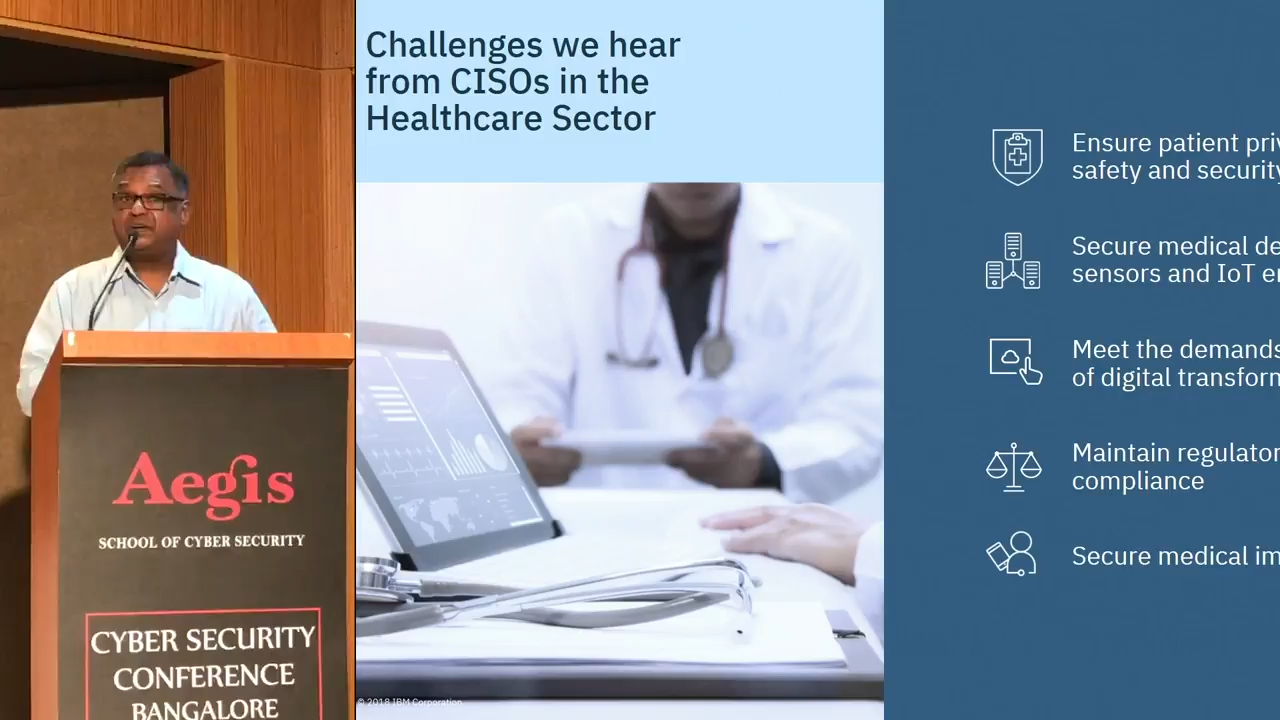 Aegis
SCHOOL OF CYBER SECURITY
CYBER SECURITY
CONFERENCE
BANGALORE
Challenges we hear
from CISOs in the
Healthcare Sector
© 2018 IBM Corporation
Ensure patient priv
safety and security
Secure medical de
sensors and IoT en
Meet the demands
of digital transform
Maintain regulator
compliance
Secure medical im